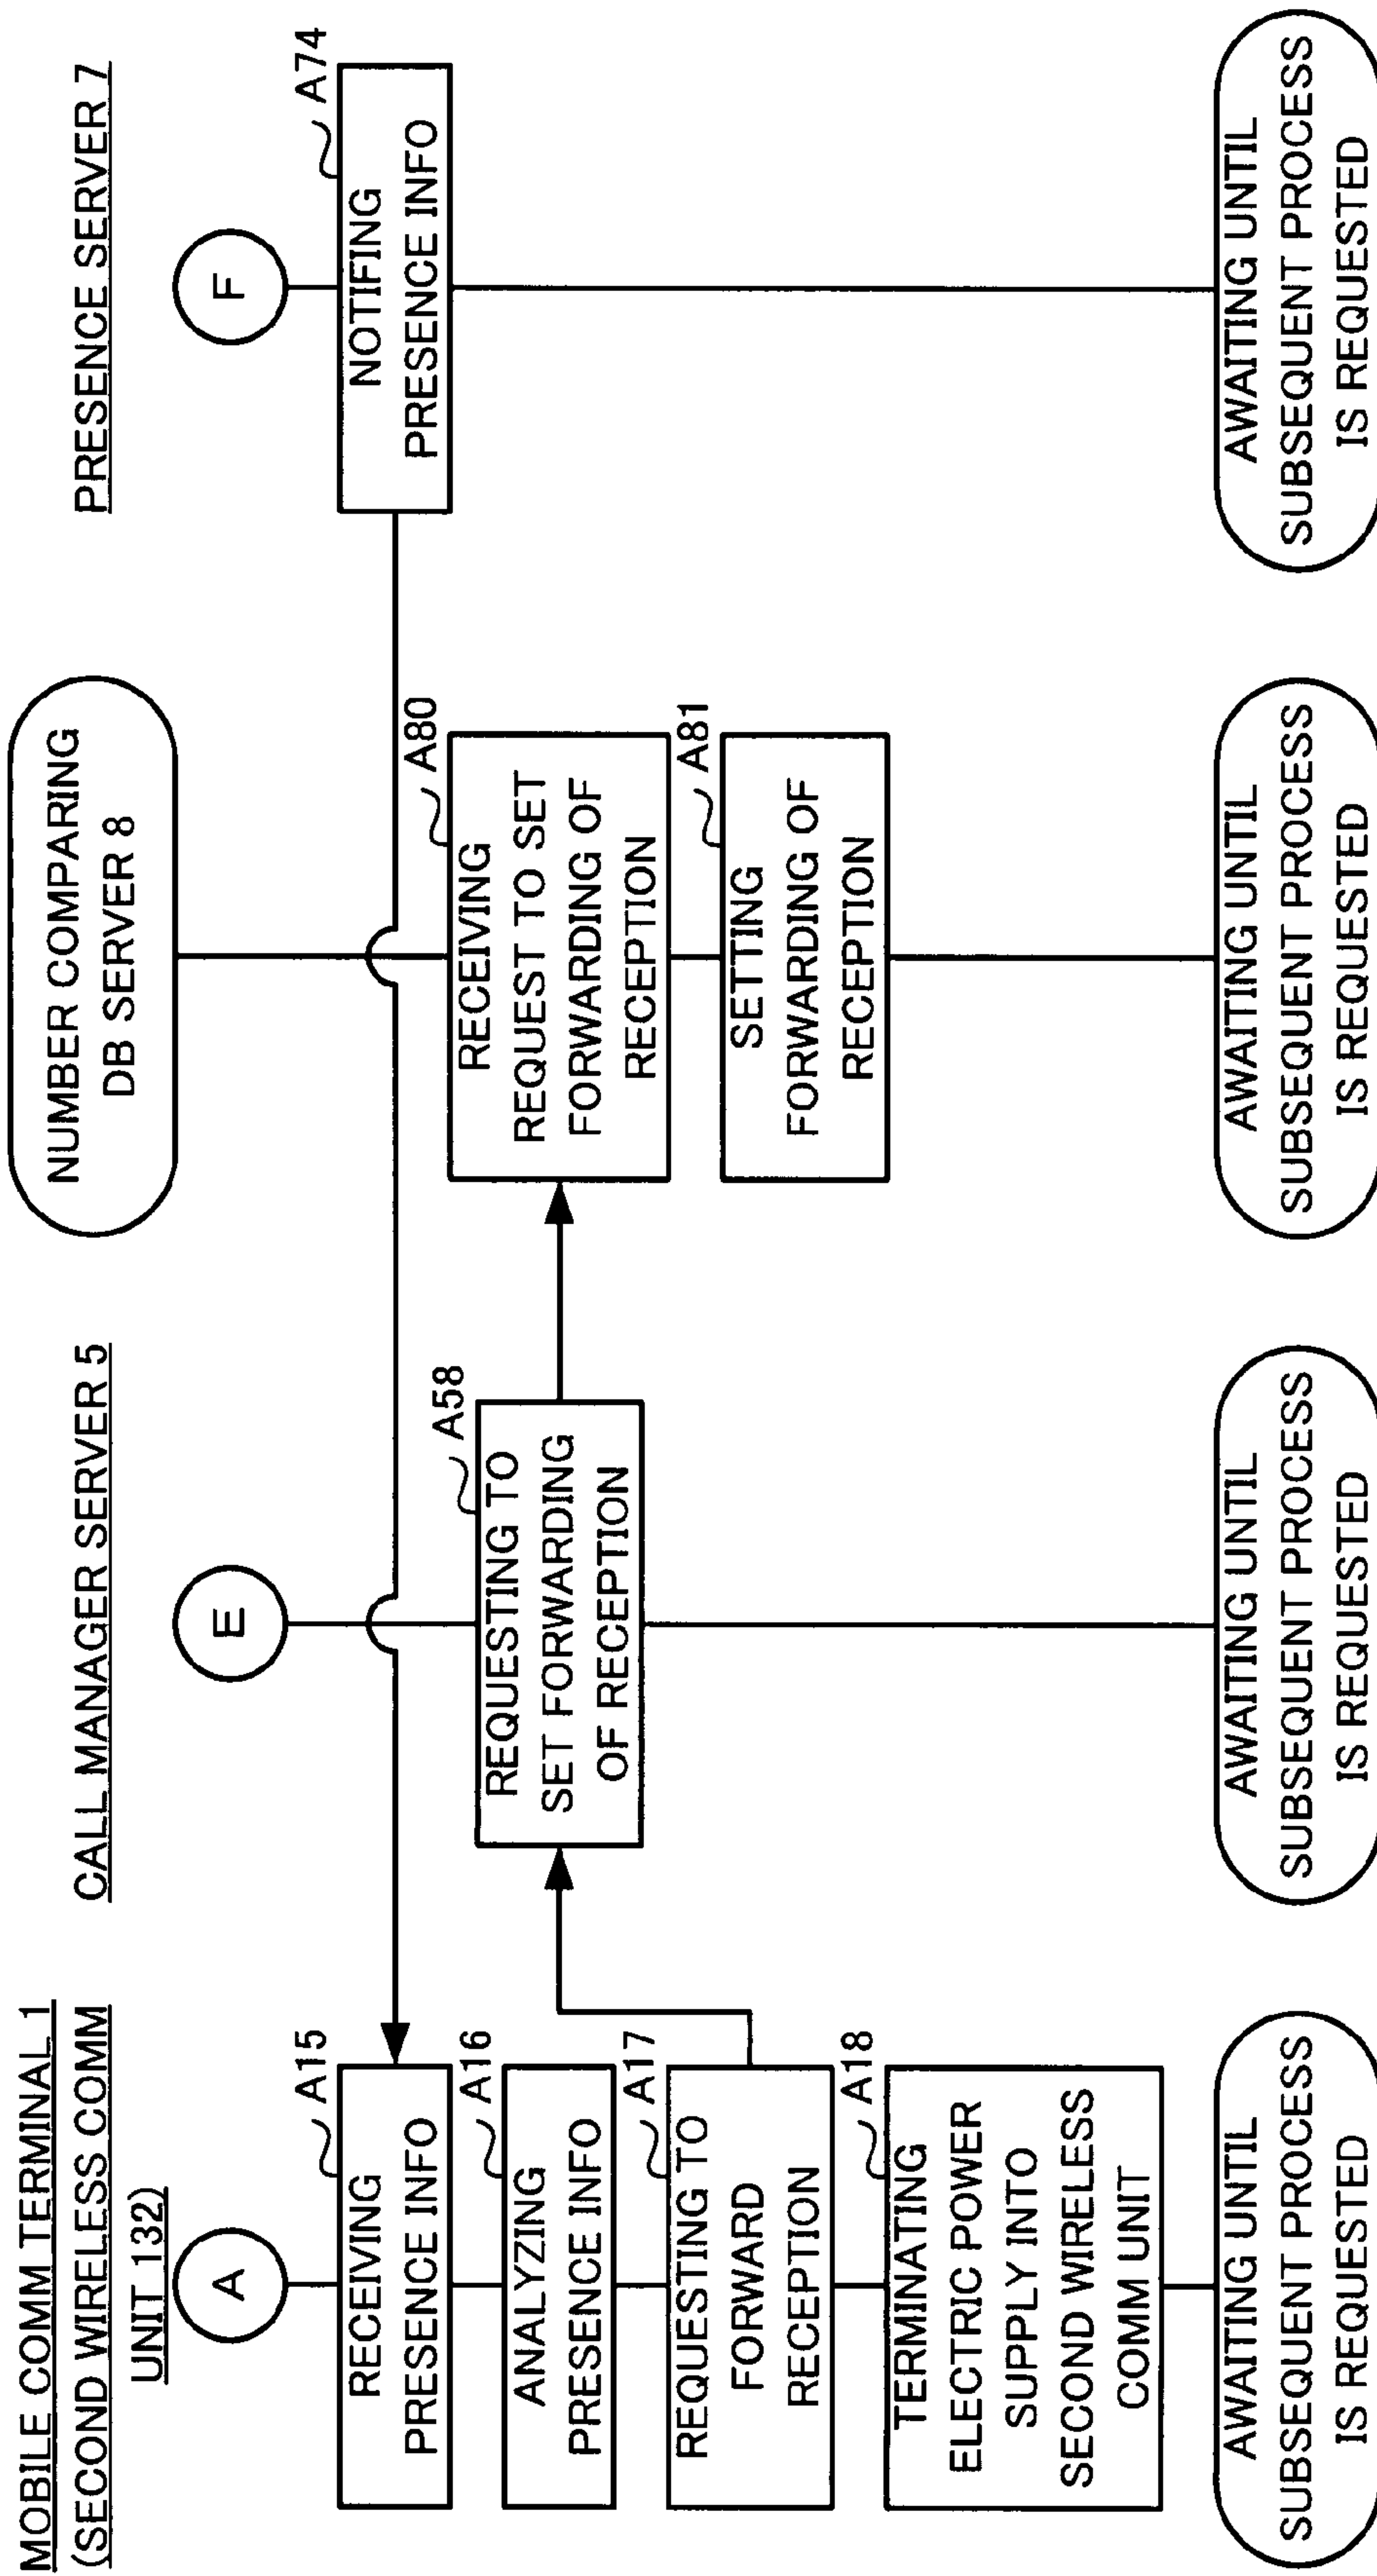 MOBILE COMM TERMINAL 1
(SECOND WIRELESS COMM
UNIT 132)
A
A15
RECEIVING
PRESENCE INFO
A16
ANALYZING
PRESENCE INFO
A17
REQUESTING TO
FORWARD
RECEPTION
A18
TERMINATING
ELECTRIC POWER
SUPPLY INTO
SECOND WIRELESS
COMM UNIT
AWAITING UNTIL
SUBSEQUENT PROCESS
IS REQUESTED
CALL MANAGER SERVER 5
E
A58
REQUESTING TO
SET FORWARDING
OF RECEPTION
AWAITING UNTIL
SUBSEQUENT PROCESS
IS REQUESTED
NUMBER COMPARING
DB SERVER 8
A80
RECEIVING
REQUEST TO SET
FORWARDING OF
RECEPTION
A81
SETTING
FORWARDING OF
RECEPTION
AWAITING UNTIL
SUBSEQUENT PROCESS
IS REQUESTED
PRESENCE SERVER 7
F
A74
NOTIFING
PRESENCE INFO
AWAITING UNTIL
SUBSEQUENT PROCESS
IS REQUESTED